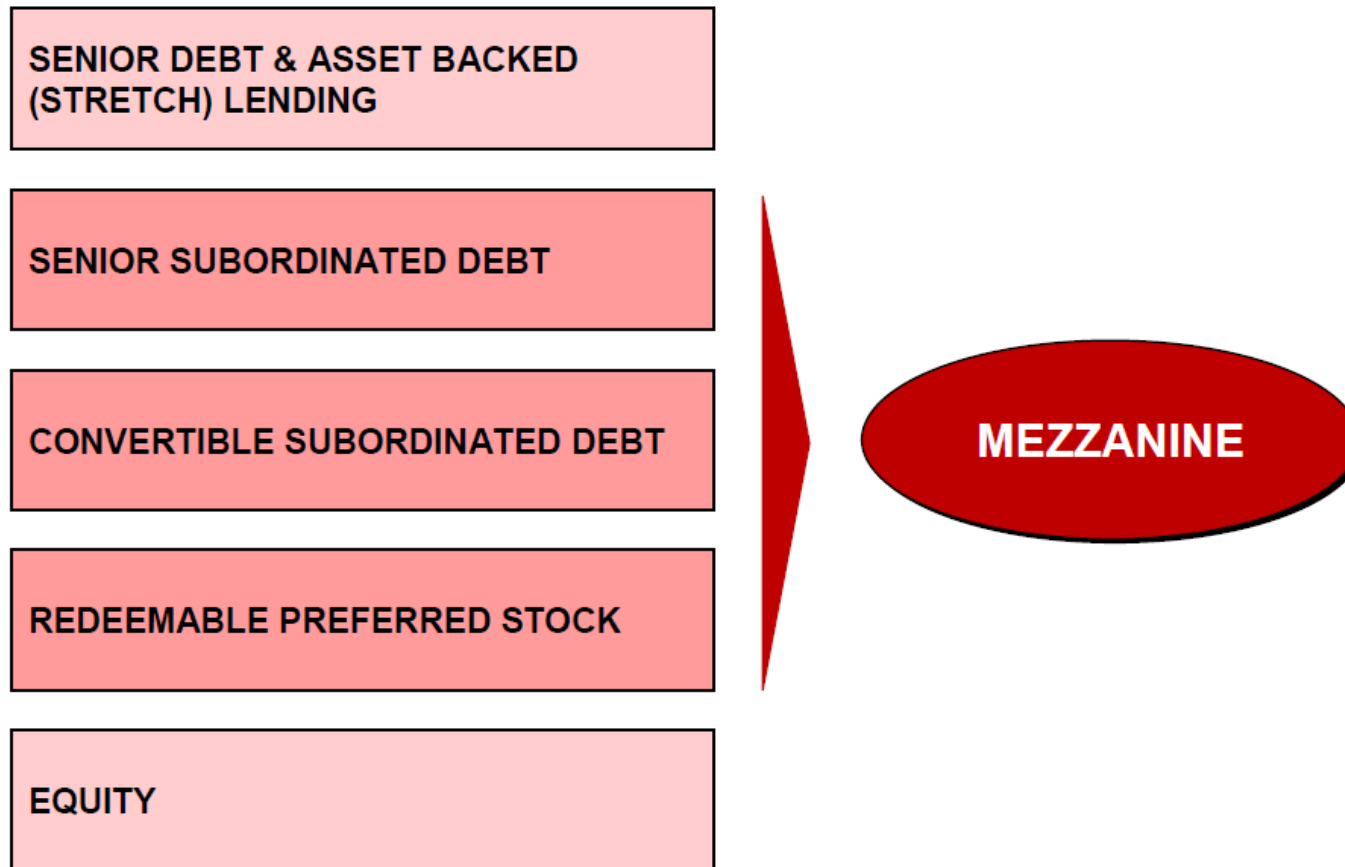 SENIOR DEBT & ASSET BACKED
(STRETCH) LENDING
SENIOR SUBORDINATED DEBT
CONVERTIBLE SUBORDINATED DEBT
MEZZANINE
REDEEMABLE PREFERRED STOCK
EQUITY